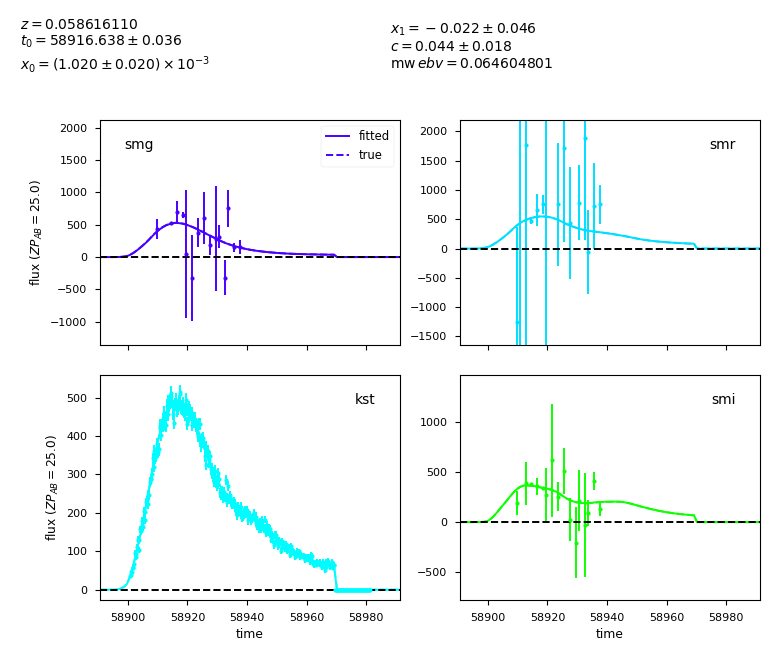 z = 0.058616110
t₀ = 58916.638 ± 0.036
x₀ = (1.020 ± 0.020) × 10⁻³
x₁ = −0.022 ± 0.046
c = 0.044 ± 0.018
mw ebv = 0.064604801
smg
fitted
true
2000
1500
1000
500
0
−500
−1000
flux (ZP_AB = 25.0)
smr
2000
1500
1000
500
0
−500
−1000
−1500
kst
500
400
300
200
100
0
flux (ZP_AB = 25.0)
58900 58920 58940 58960 58980
time
smi
1000
500
0
−500
58900 58920 58940 58960 58980
time